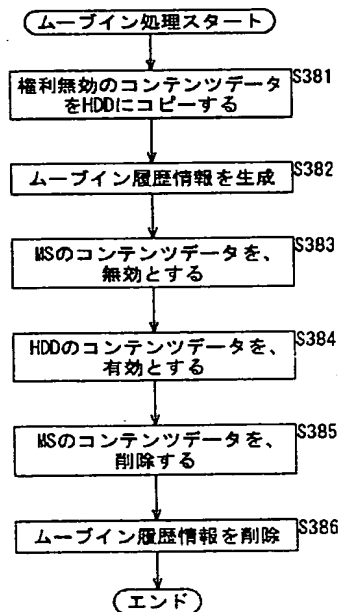 ムーブイン処理スタート
権利無効のコンテンツデータ
をHDDにコピーする
S381
ムーブイン履歴情報を生成
S382
MSのコンテンツデータを、
無効とする
S383
HDDのコンテンツデータを、
有効とする
S384
MSのコンテンツデータを、
削除する
S385
ムーブイン履歴情報を削除
S386
エンド